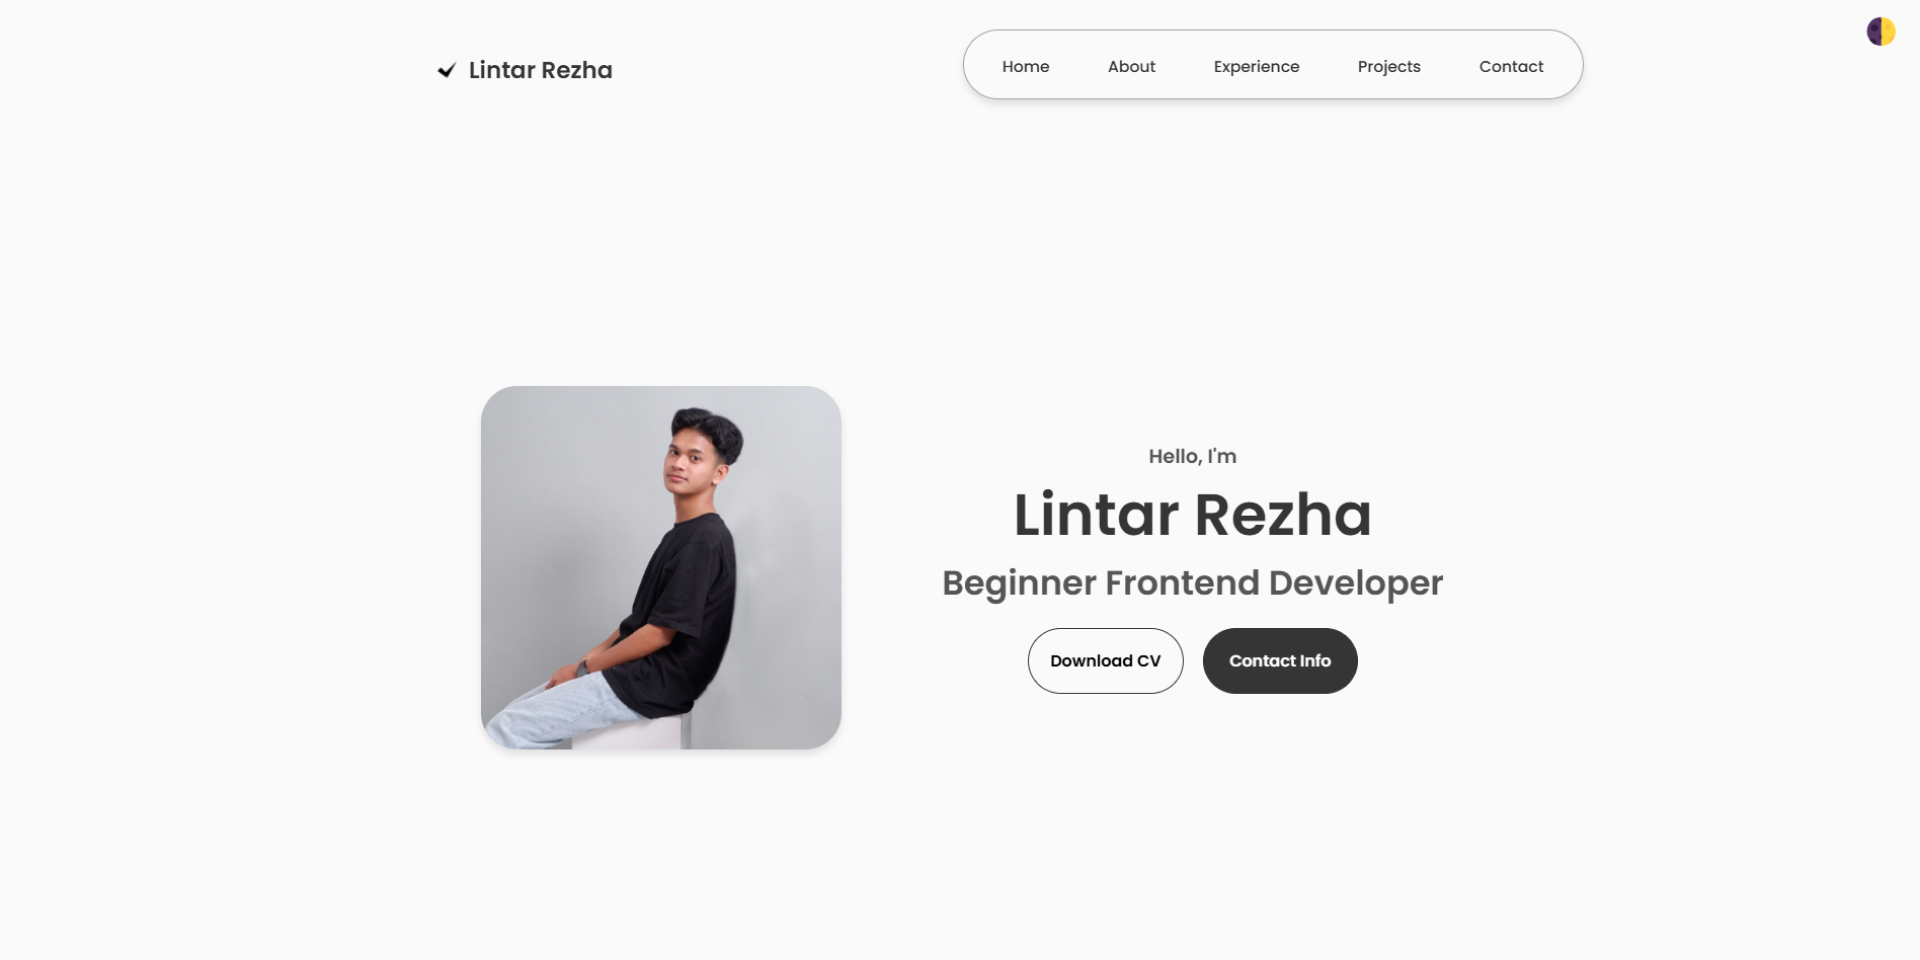 Lintar Rezha
Home About Experience Projects Contact
Hello, I'm
Lintar Rezha
Beginner Frontend Developer
Download CV Contact Info